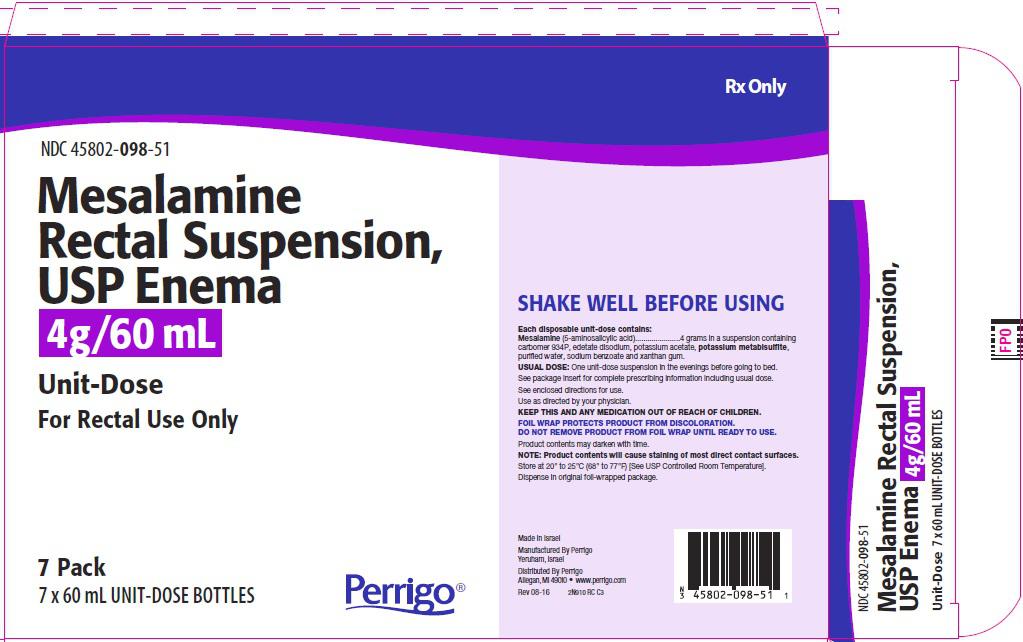 Rx Only
NDC 45802-098-51
Mesalamine
Rectal Suspension,
USP Enema
4g/60 mL
Unit-Dose
For Rectal Use Only
7 Pack
7 x 60 mL UNIT-DOSE BOTTLES
Perrigo®
SHAKE WELL BEFORE USING
Each disposable unit-dose contains:
Mesalamine (5-aminosalicylic acid)......................4 grams in a suspension containing
carbomer 934P, edetate disodium, potassium acetate, potassium metabisulfite,
purified water, sodium benzoate and xanthan gum.
USUAL DOSE: One unit-dose suspension in the evenings before going to bed.
See package insert for complete prescribing information including usual dose.
See enclosed directions for use.
Use as directed by your physician.
KEEP THIS AND ANY MEDICATION OUT OF REACH OF CHILDREN.
FOIL WRAP PROTECTS PRODUCT FROM DISCOLORATION.
DO NOT REMOVE PRODUCT FROM FOIL WRAP UNTIL READY TO USE.
Product contents may darken with time.
NOTE: Product contents will cause staining of most direct contact surfaces.
Store at 20° to 25°C (68° to 77°F) [See USP Controlled Room Temperature].
Dispense in original foil-wrapped package.
Made in Israel
Manufactured By Perrigo
Yeruham, Israel
Distributed By Perrigo
Allegan, MI 49010 • www.perrigo.com
Rev 08-16 2N910 RC C3
N
3 45802-098-51 1
NDC 45802-098-51
Mesalamine Rectal Suspension,
USP Enema 4g/60 mL
Unit-Dose 7 x 60 mL UNIT-DOSE BOTTLES
FPO